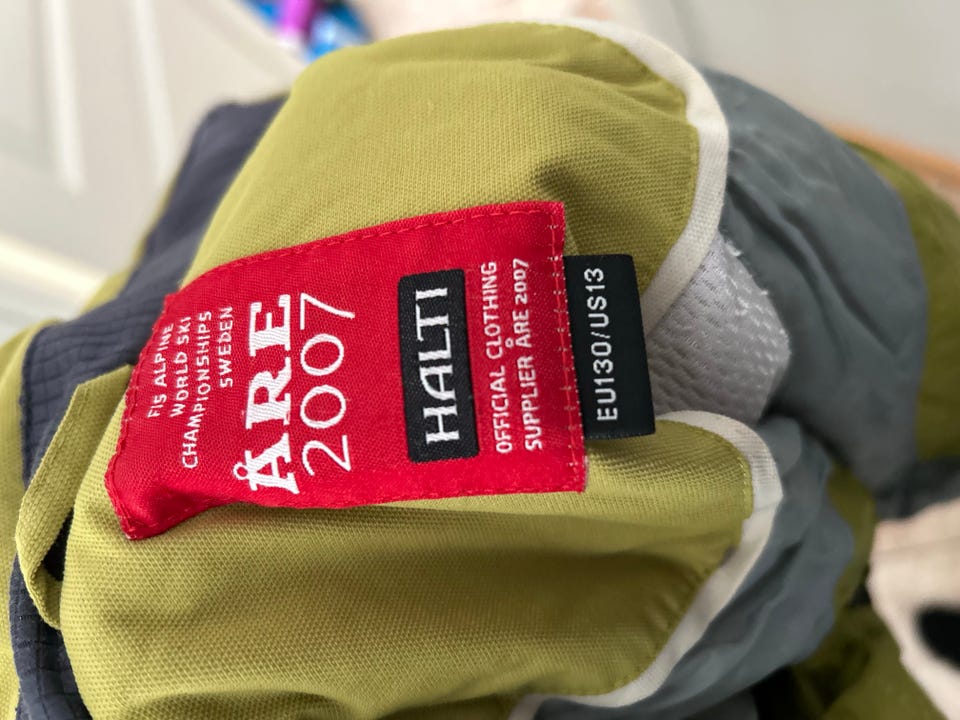 FIS ALPINE
WORLD SKI
CHAMPIONSHIPS
SWEDEN
ÅRE
2007
HALTI
OFFICIAL CLOTHING
SUPPLIER ÅRE 2007
EU130/US13